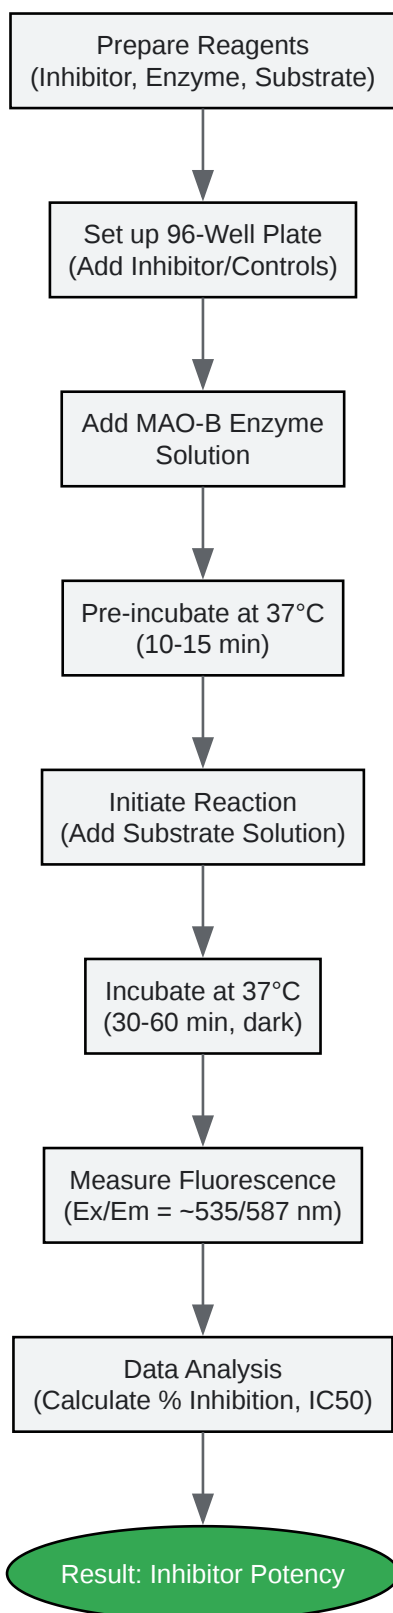 Prepare Reagents
(Inhibitor, Enzyme, Substrate)
Set up 96-Well Plate
(Add Inhibitor/Controls)
Add MAO-B Enzyme
Solution
Pre-incubate at 37°C
(10-15 min)
Initiate Reaction
(Add Substrate Solution)
Incubate at 37°C
(30-60 min, dark)
Measure Fluorescence
(Ex/Em = ~535/587 nm)
Data Analysis
(Calculate % Inhibition, IC50)
Result: Inhibitor Potency